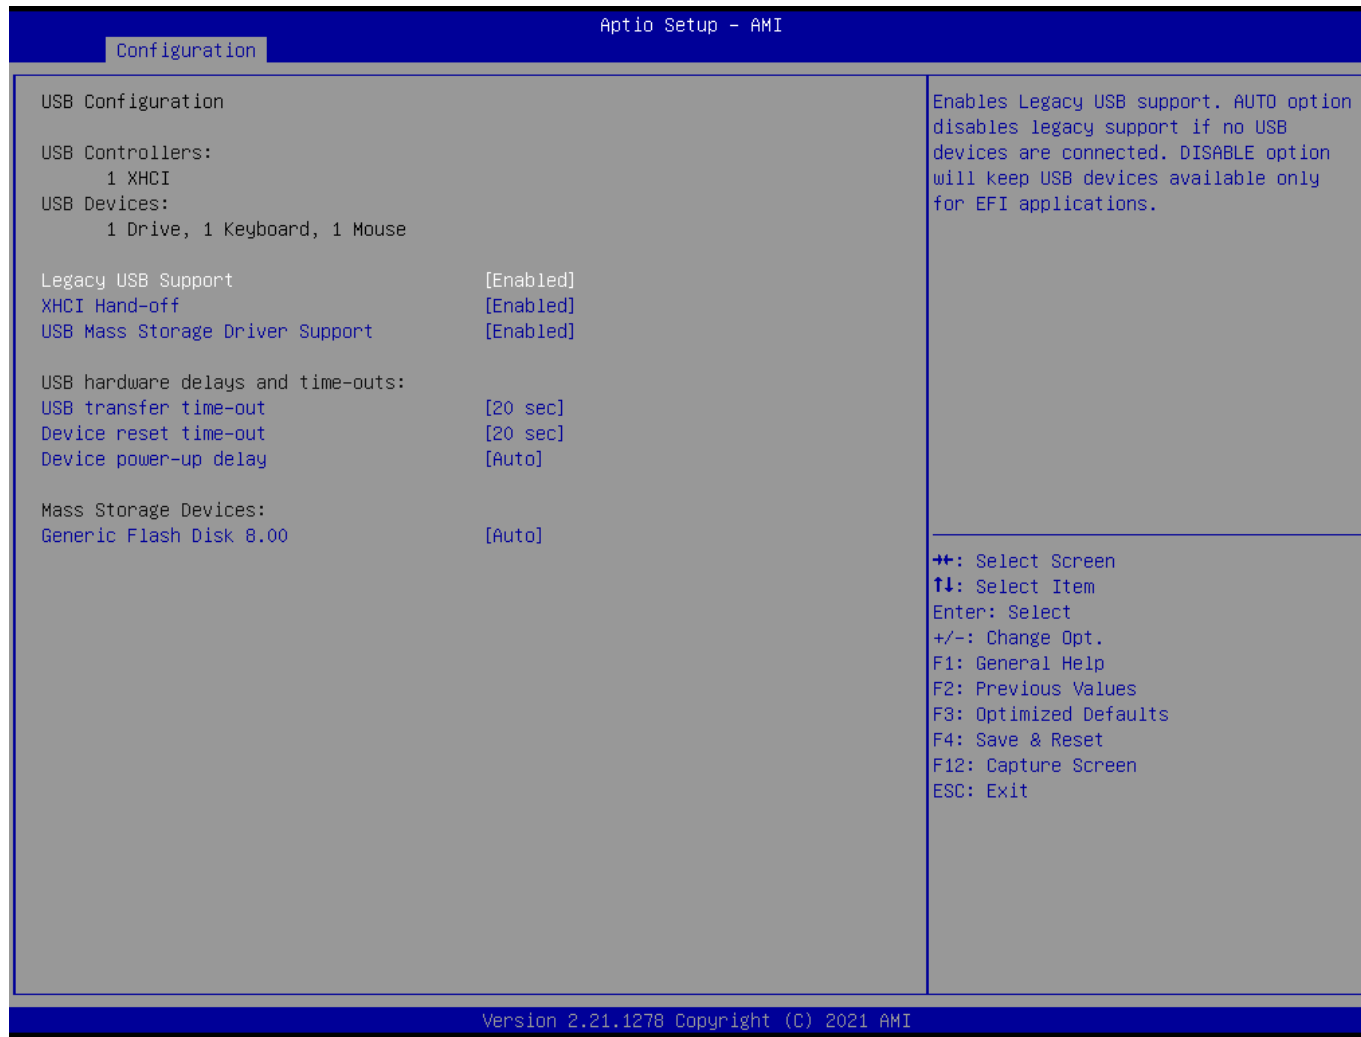 Aptio Setup – AMI
Configuration
USB Configuration
USB Controllers:
1 XHCI
USB Devices:
1 Drive, 1 Keyboard, 1 Mouse
Legacy USB Support [Enabled]
XHCI Hand-off [Enabled]
USB Mass Storage Driver Support [Enabled]
USB hardware delays and time-outs:
USB transfer time-out [20 sec]
Device reset time-out [20 sec]
Device power-up delay [Auto]
Mass Storage Devices:
Generic Flash Disk 8.00 [Auto]
Enables Legacy USB support. AUTO option
disables legacy support if no USB
devices are connected. DISABLE option
will keep USB devices available only
for EFI applications.
→←: Select Screen
↑↓: Select Item
Enter: Select
+/-: Change Opt.
F1: General Help
F2: Previous Values
F3: Optimized Defaults
F4: Save & Reset
F12: Capture Screen
ESC: Exit
Version 2.21.1278 Copyright (C) 2021 AMI